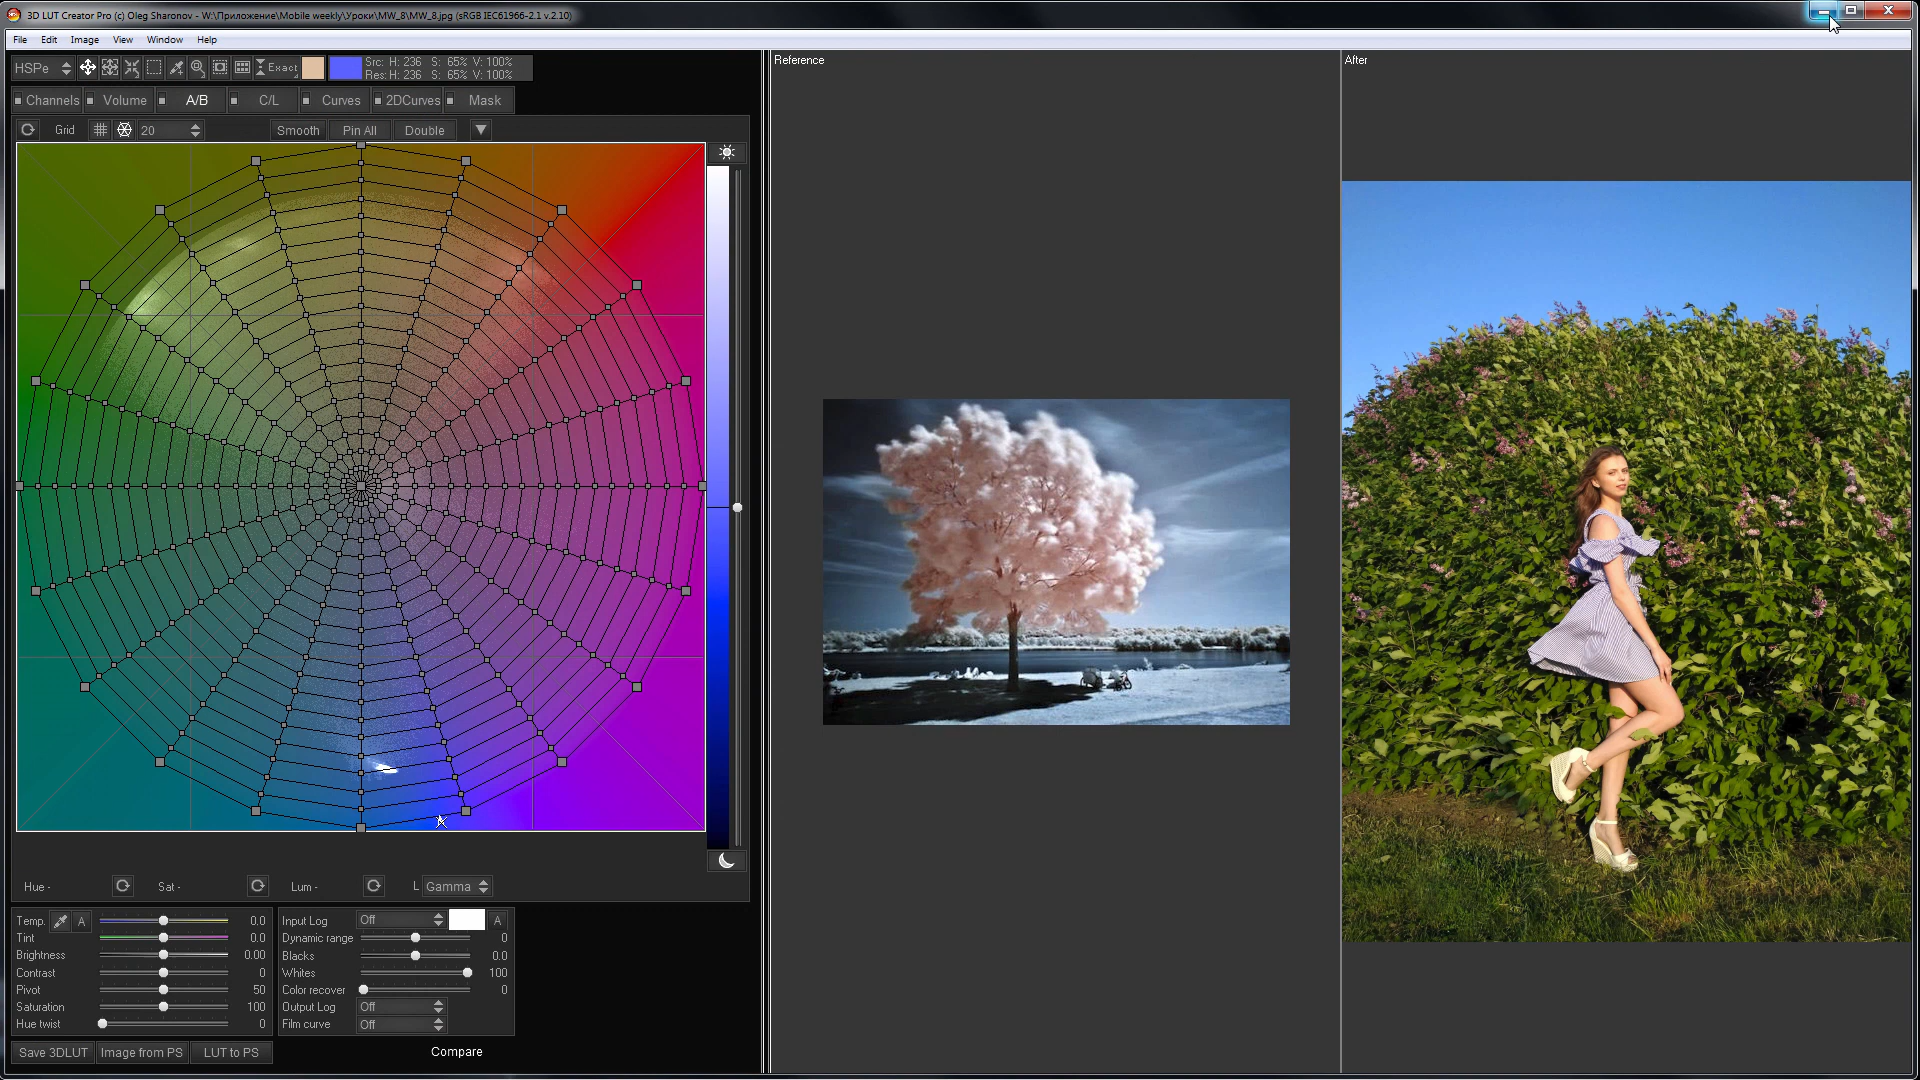 3D LUT Creator Pro (c) Oleg Sharonov - W:\Приложение\Mobile weekly\Уроки\MW_8\MW_8.jpg (sRGB IEC61966-2.1 v.2.10)
File Edit Image View Window Help
HSPe Exact Src: H: 236 S: 65% V: 100%
Res: H: 236 S: 65% V: 100%
Channels Volume A/B C/L Curves 2DCurves Mask
Grid 20 Smooth Pin All Double
Hue - Sat - Lum - L Gamma
Temp. A 0.0
Tint 0.0
Brightness 0.00
Contrast 0
Pivot 50
Saturation 100
Hue twist 0
Input Log Off A
Dynamic range 0
Blacks 0.0
Whites 100
Color recover 0
Output Log Off
Film curve Off
Save 3DLUT Image from PS LUT to PS Compare
Reference
After